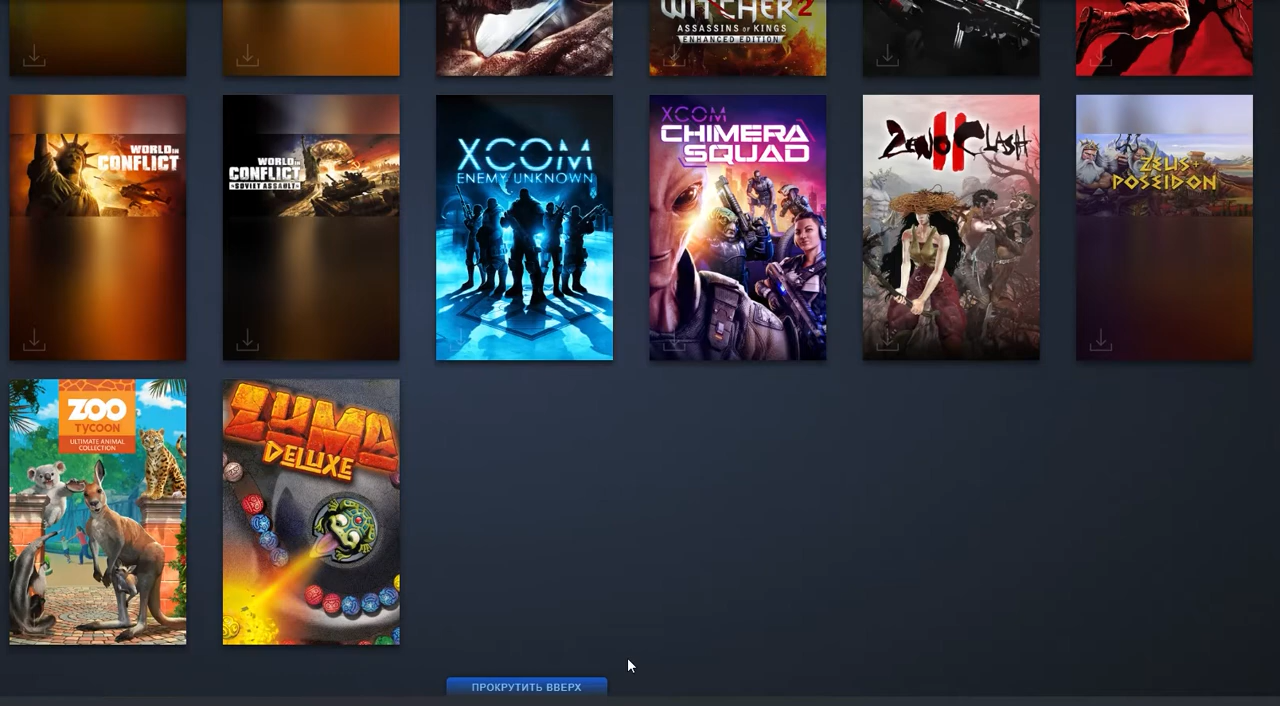 WITCHER 2
ASSASSINS OF KINGS
ENHANCED EDITION
WORLD IN
CONFLICT
WORLD IN
CONFLICT
SOVIET ASSAULT
XCOM
ENEMY UNKNOWN
XCOM
CHIMERA
SQUAD
ZENO CLASH
II
ZEUS+
POSEIDON
ZOO
TYCOON
ULTIMATE ANIMAL
COLLECTION
ZUMA
DELUXE
ПРОКРУТИТЬ ВВЕРХ